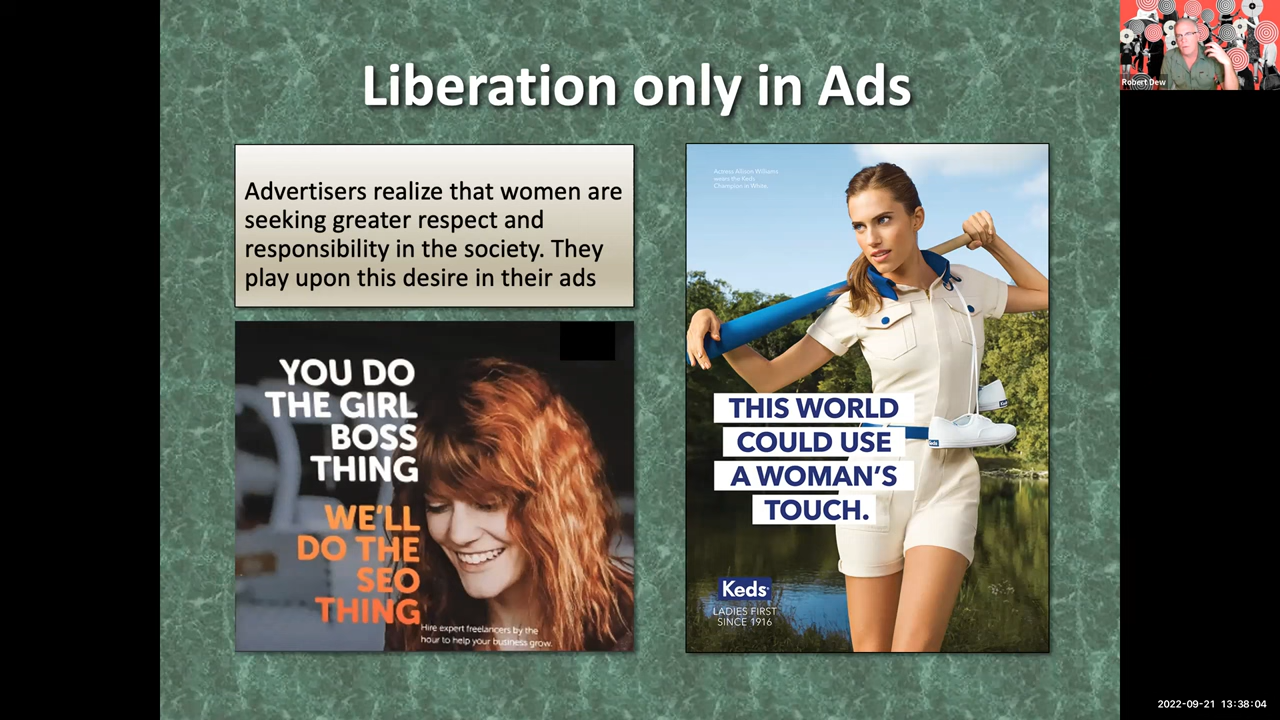 Liberation only in Ads
Advertisers realize that women are
seeking greater respect and
responsibility in the society. They
play upon this desire in their ads
YOU DO
THE GIRL
BOSS
THING
WE'LL
DO THE
SEO
THING
Hire expert freelancers by the
hour to help your business grow.
Actress Allison Williams
wears the Keds
Champion in White.
THIS WORLD
COULD USE
A WOMAN'S
TOUCH.
Keds
Keds
Keds
LADIES FIRST
SINCE 1916
Robert Dew
2022-09-21 13:38:04